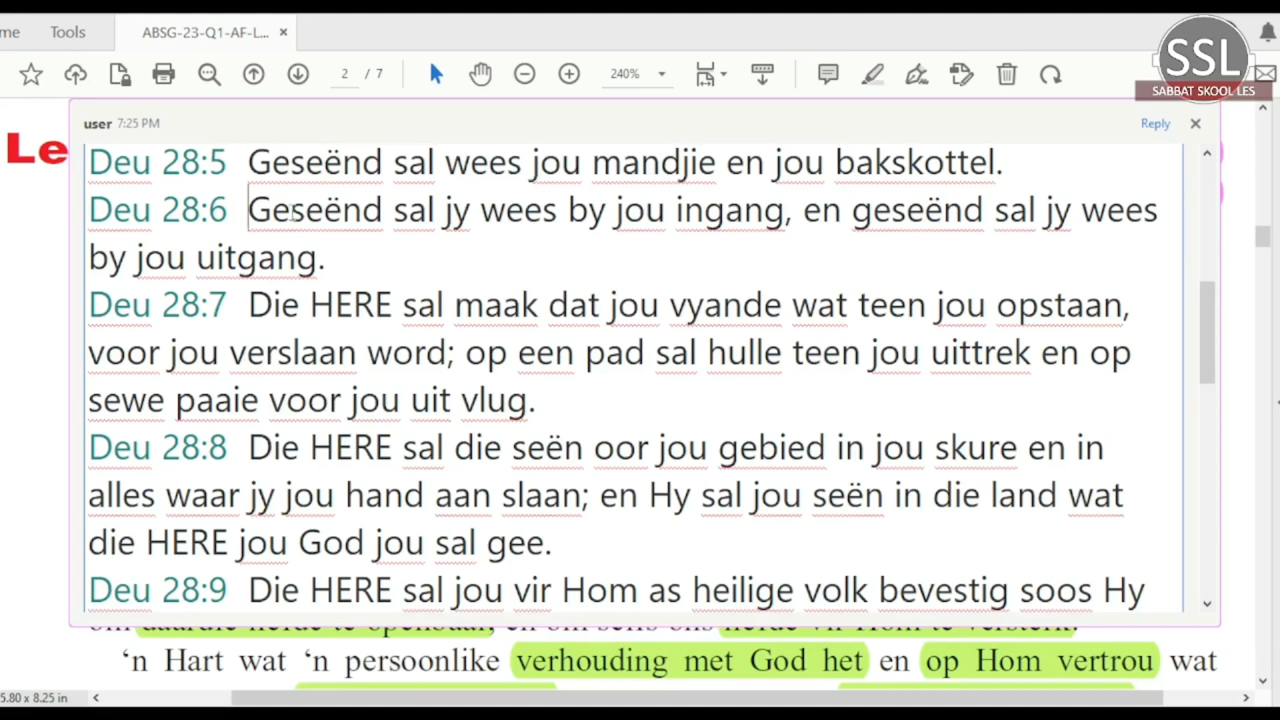 me
Tools
ABSG-23-Q1-AF-L...
SSL
SABBAT SKOOL LES
2 / 7
240%
Le
user 7:25 PM
Reply
Deu 28:5 Geseënd sal wees jou mandjie en jou bakskottel.
Deu 28:6 Geseënd sal jy wees by jou ingang, en geseënd sal jy wees
by jou uitgang.
Deu 28:7 Die HERE sal maak dat jou vyande wat teen jou opstaan,
voor jou verslaan word; op een pad sal hulle teen jou uittrek en op
sewe paaie voor jou uit vlug.
Deu 28:8 Die HERE sal die seën oor jou gebied in jou skure en in
alles waar jy jou hand aan slaan; en Hy sal jou seën in die land wat
die HERE jou God jou sal gee.
Deu 28:9 Die HERE sal jou vir Hom as heilige volk bevestig soos Hy
‘n Hart wat ‘n persoonlike verhouding met God het en op Hom vertrou wat
5.80 x 8.25 in